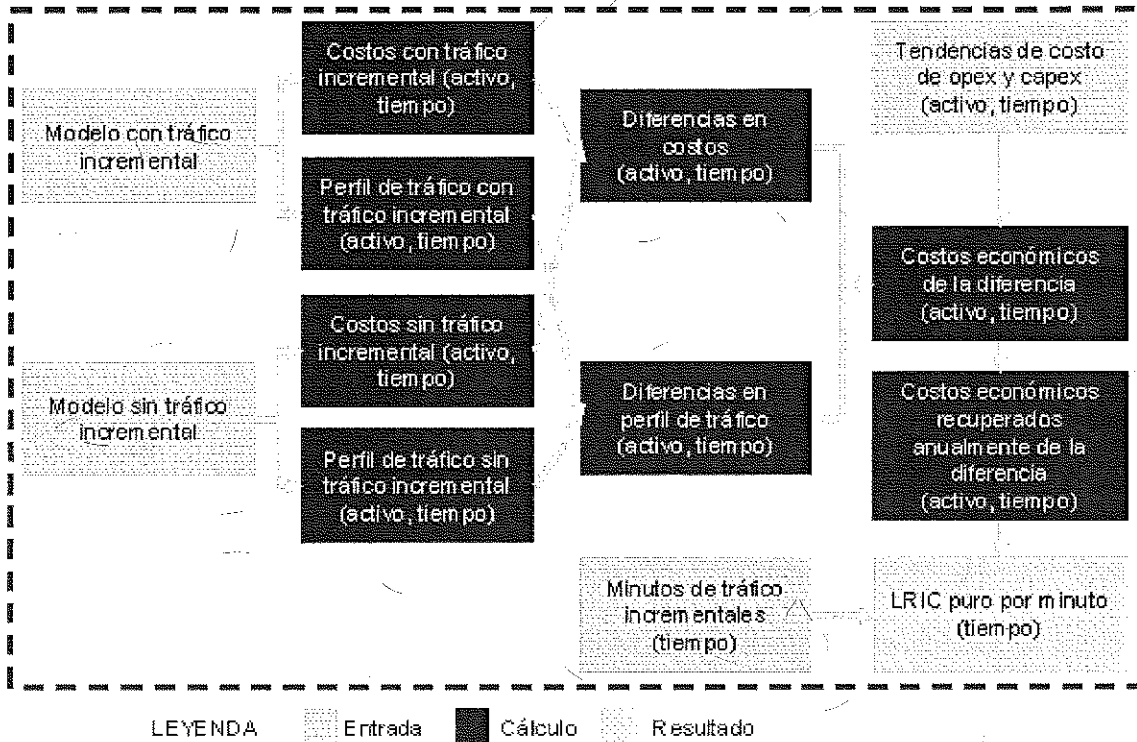 Modelo con tráfico
incremental
Modelo sin tráfico
incremental
Costos con tráfico
incremental (activo,
tiempo)
Perfil de tráfico con
tráfico incremental
(activo, tiempo)
Costos sin tráfico
incremental (activo,
tiempo)
Perfil de tráfico sin
tráfico incremental
(activo, tiempo)
Diferencias en
costos
(activo, tiempo)
Diferencias en
perfil de tráfico
(activo, tiempo)
Minutos de tráfico
incrementales
(tiempo)
Tendencias de costo
de opex y capex
(activo, tiempo)
Costos económicos
de la diferencia
(activo, tiempo)
Costos económicos
recuperados
anualmente de la
diferencia
(activo, tiempo)
LRIC puro por minuto
(tiempo)
LEYENDA Entrada Cálculo Resultado